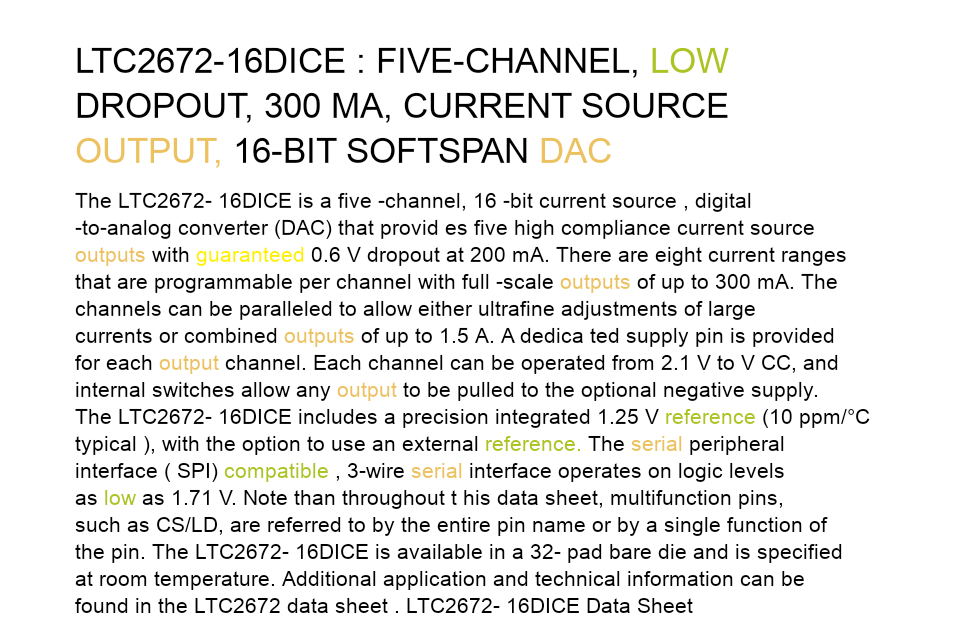 LTC2672-16DICE : FIVE-CHANNEL, LOW
DROPOUT, 300 MA, CURRENT SOURCE
OUTPUT, 16-BIT SOFTSPAN DAC
The LTC2672- 16DICE is a five -channel, 16 -bit current source , digital
-to-analog converter (DAC) that provid es five high compliance current source
outputs with guaranteed 0.6 V dropout at 200 mA. There are eight current ranges
that are programmable per channel with full -scale outputs of up to 300 mA. The
channels can be paralleled to allow either ultrafine adjustments of large
currents or combined outputs of up to 1.5 A. A dedica ted supply pin is provided
for each output channel. Each channel can be operated from 2.1 V to V CC, and
internal switches allow any output to be pulled to the optional negative supply.
The LTC2672- 16DICE includes a precision integrated 1.25 V reference (10 ppm/°C
typical ), with the option to use an external reference. The serial peripheral
interface ( SPI) compatible , 3-wire serial interface operates on logic levels
as low as 1.71 V. Note than throughout t his data sheet, multifunction pins,
such as CS/LD, are referred to by the entire pin name or by a single function of
the pin. The LTC2672- 16DICE is available in a 32- pad bare die and is specified
at room temperature. Additional application and technical information can be
found in the LTC2672 data sheet . LTC2672- 16DICE Data Sheet